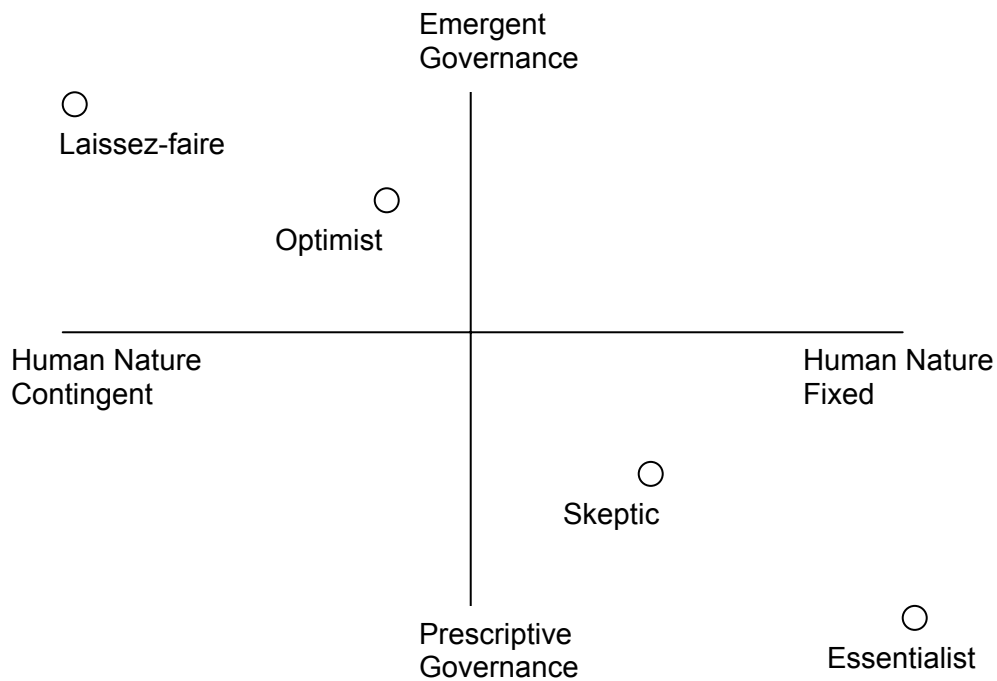 Emergent
Governance
Laissez-faire
Optimist
Human Nature
Contingent
Human Nature
Fixed
Skeptic
Prescriptive
Governance
Essentialist